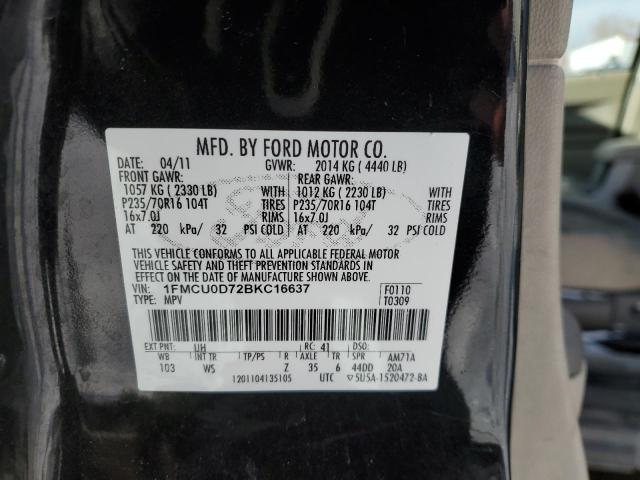 MFD. BY FORD MOTOR CO.
DATE: 04/11 GVWR: 2014 KG ( 4440 LB)
FRONT GAWR: REAR GAWR:
1057 KG ( 2330 LB) WITH 1012 KG ( 2230 LB) WITH
P235/70R16 104T TIRES P235/70R16 104T TIRES
16x7.0J RIMS 16x7.0J RIMS
AT 220 kPa/ 32 PSI COLD AT 220 kPa/ 32 PSI COLD
THIS VEHICLE CONFORMS TO ALL APPLICABLE FEDERAL MOTOR
VEHICLE SAFETY AND THEFT PREVENTION STANDARDS IN
EFFECT ON THE DATE OF MANUFACTURE SHOWN ABOVE.
VIN: 1FMCU0D72BKC16637 F0110
TYPE: MPV T0309
EXT PNT: UH RC: 41 DSO:
WB INT TR TP/PS R AXLE TR SPR AM71A
103 WS Z 35 6 44DD 20A
1201104135105 UTC 5U5A-1520472-BA